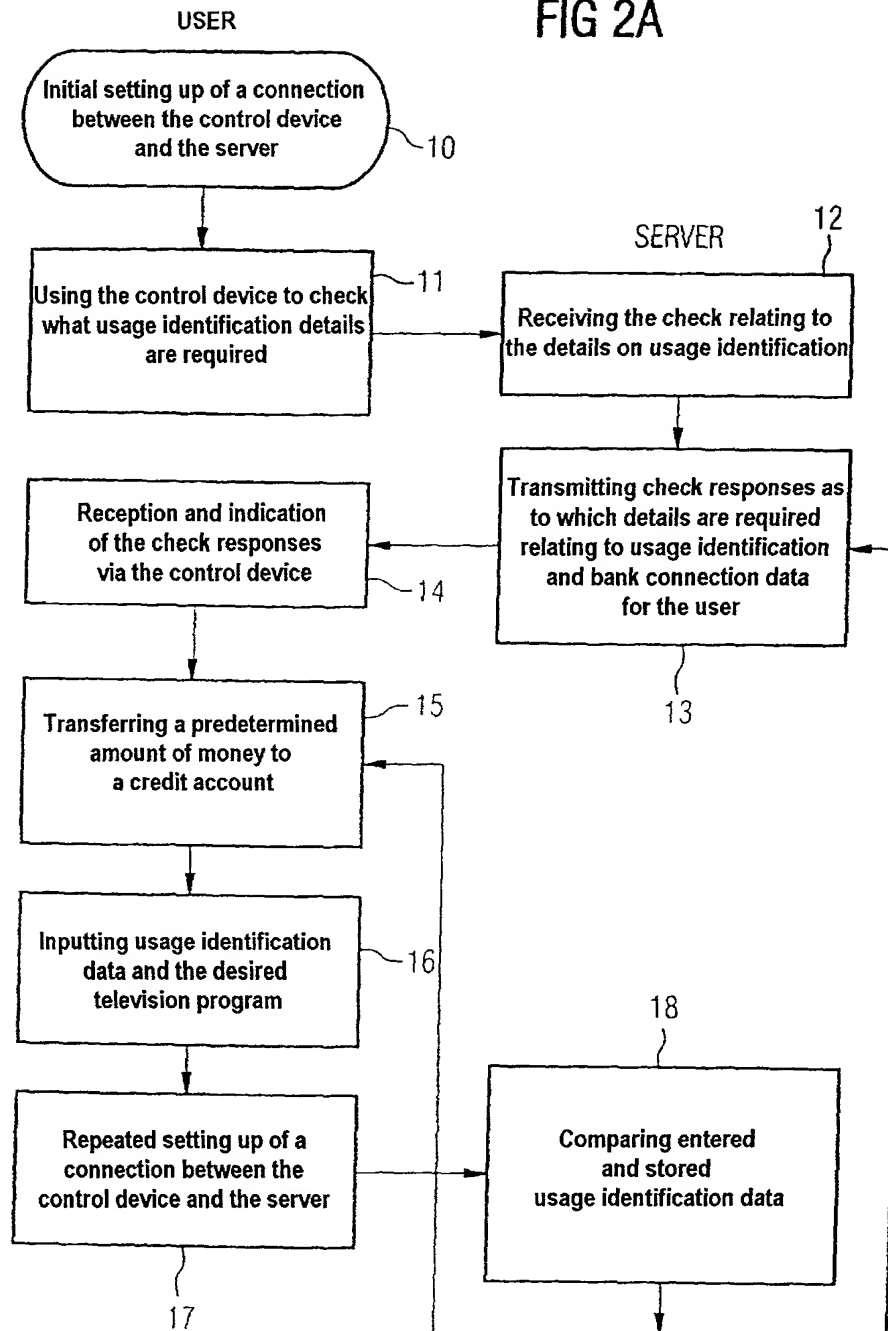 USER
FIG 2A
Initial setting up of a connection
between the control device
and the server
10
SERVER
12
11
Using the control device to check
what usage identification details
are required
Receiving the check relating to
the details on usage identification
Transmitting check responses as
to which details are required
relating to usage identification
and bank connection data
for the user
13
Reception and indication
of the check responses
via the control device
14
15
Transferring a predetermined
amount of money to
a credit account
Inputting usage identification
data and the desired
television program
16
18
Repeated setting up of a
connection between the
control device and the server
17
Comparing entered
and stored
usage identification data